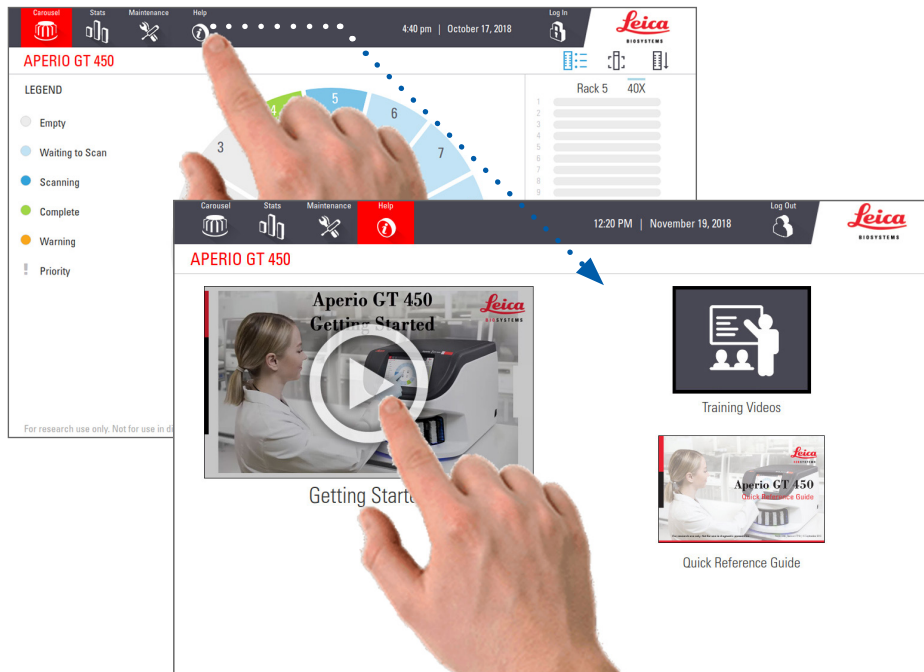 Carousel Stats Maintenance Help 4:40 pm | October 17, 2018 Log In
Leica
BIOSYSTEMS
APERIO GT 450
LEGEND
Empty
Waiting to Scan
Scanning
Complete
Warning
! Priority
3
4
5
6
7
Rack 5 40X
1
2
3
4
5
6
7
8
9
For research use only. Not for use in di
Carousel Stats Maintenance Help 12:20 PM | November 19, 2018 Log Out
Leica
BIOSYSTEMS
APERIO GT 450
Aperio GT 450
Getting Started
Leica
BIOSYSTEMS
Getting Starte
Training Videos
Leica
BIOSYSTEMS
Aperio GT 450
Quick Reference Guide
Quick Reference Guide